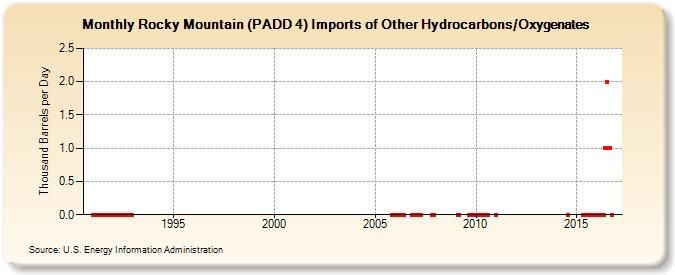 Monthly Rocky Mountain (PADD 4) Imports of Other Hydrocarbons/Oxygenates
Thousand Barrels per Day
2.5
2.0
1.5
1.0
0.5
0.0
1995 2000 2005 2010 2015
Source: U.S. Energy Information Administration